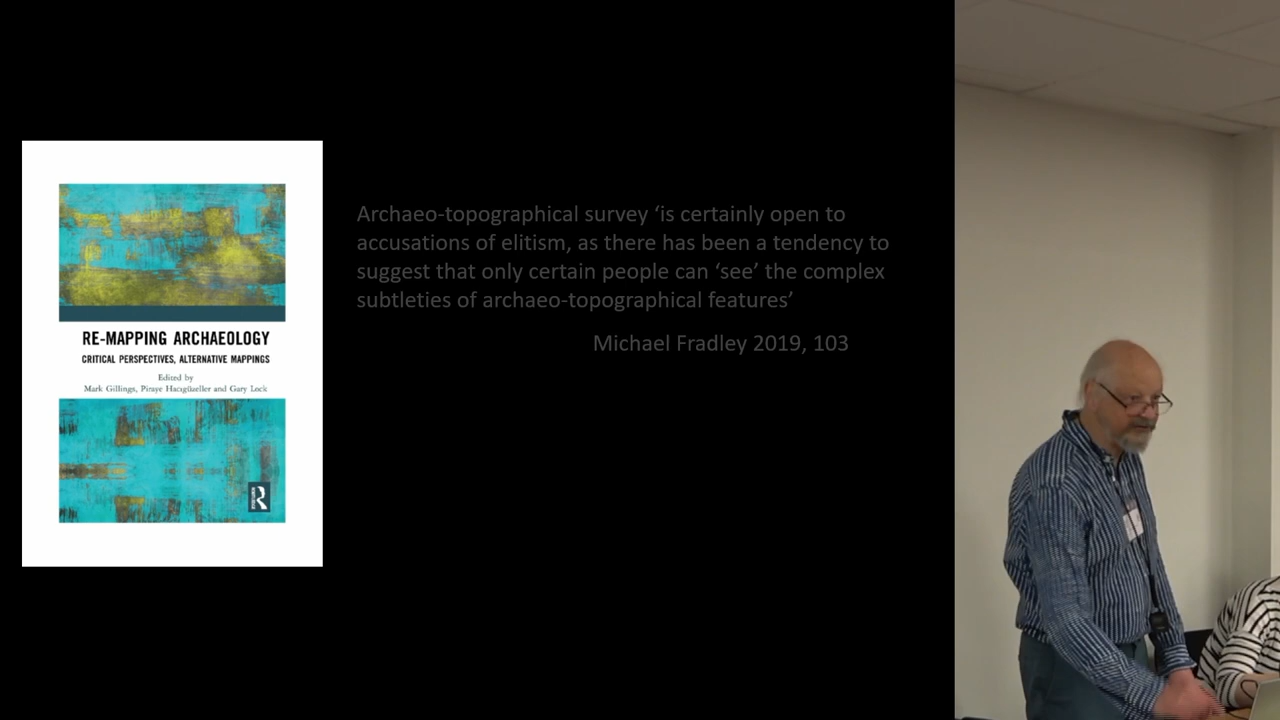 RE-MAPPING ARCHAEOLOGY
CRITICAL PERSPECTIVES, ALTERNATIVE MAPPINGS
Edited by
Mark Gillings, Piraye Hacıgüzeller and Gary Lock
Archaeo-topographical survey ‘is certainly open to
accusations of elitism, as there has been a tendency to
suggest that only certain people can ‘see’ the complex
subtleties of archaeo-topographical features’
Michael Fradley 2019, 103